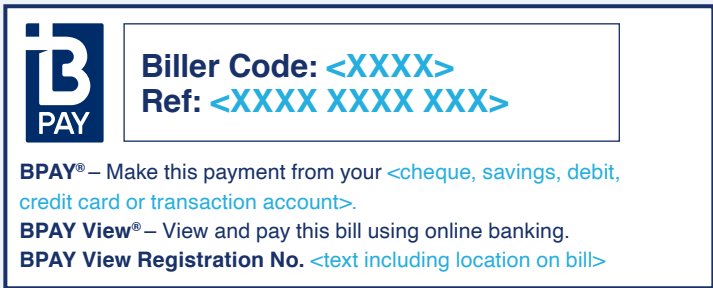 B
PAY
Biller Code: <XXXX>
Ref: <XXXX XXXX XXX>
BPAY® – Make this payment from your <cheque, savings, debit,
credit card or transaction account>.
BPAY View® – View and pay this bill using online banking.
BPAY View Registration No. <text including location on bill>